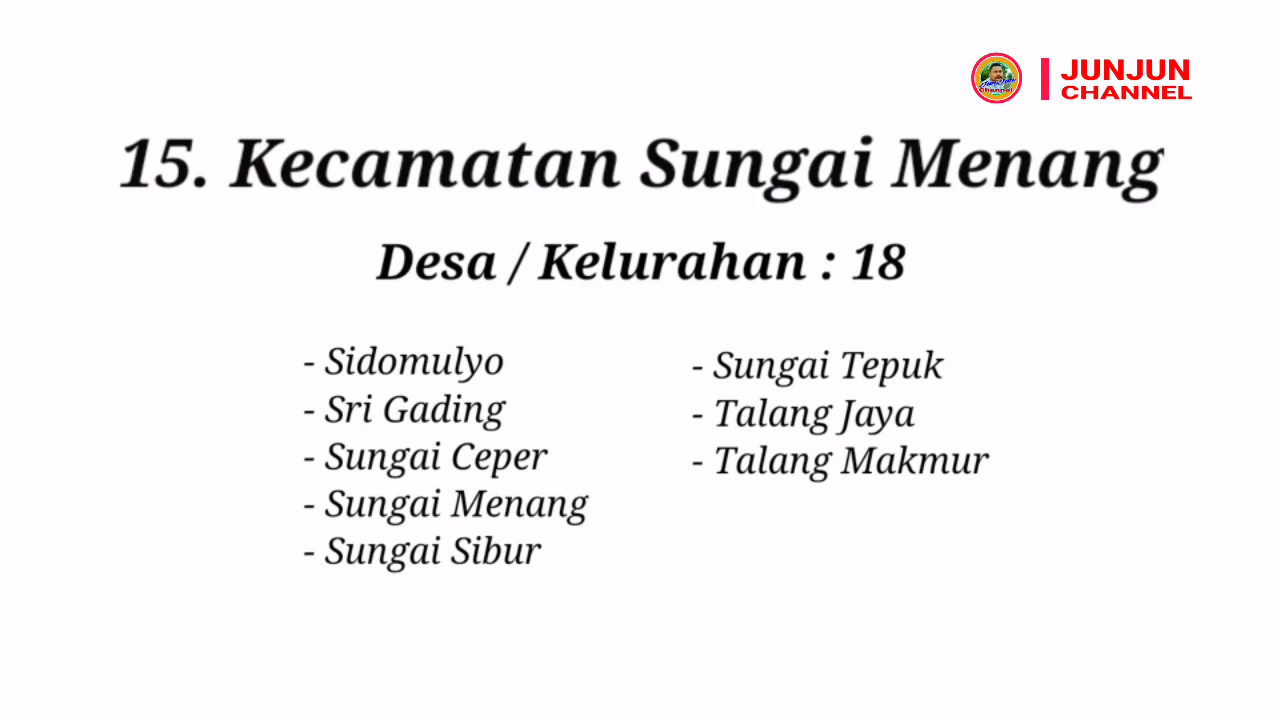 JUNJUN
CHANNEL
15. Kecamatan Sungai Menang
Desa / Kelurahan : 18
- Sidomulyo
- Sri Gading
- Sungai Ceper
- Sungai Menang
- Sungai Sibur
- Sungai Tepuk
- Talang Jaya
- Talang Makmur